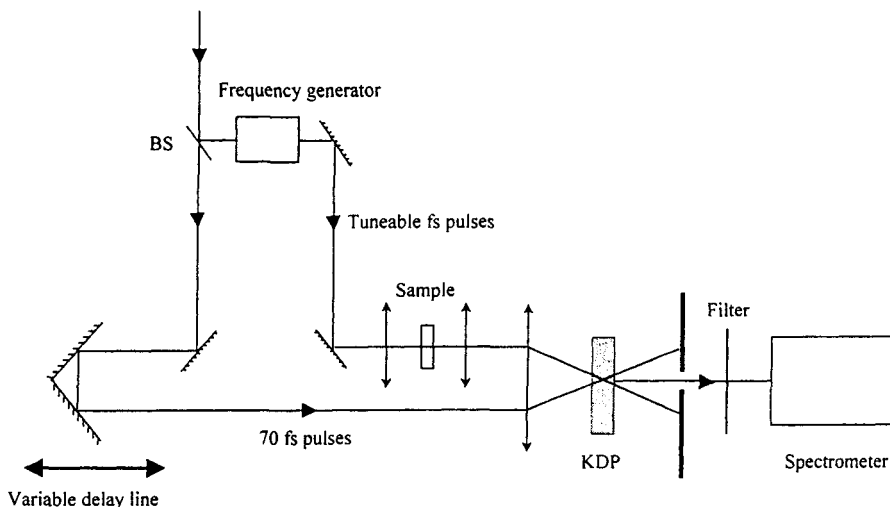 Frequency generator
BS
Tuneable fs pulses
Sample
Filter
70 fs pulses
KDP
Spectrometer
Variable delay line